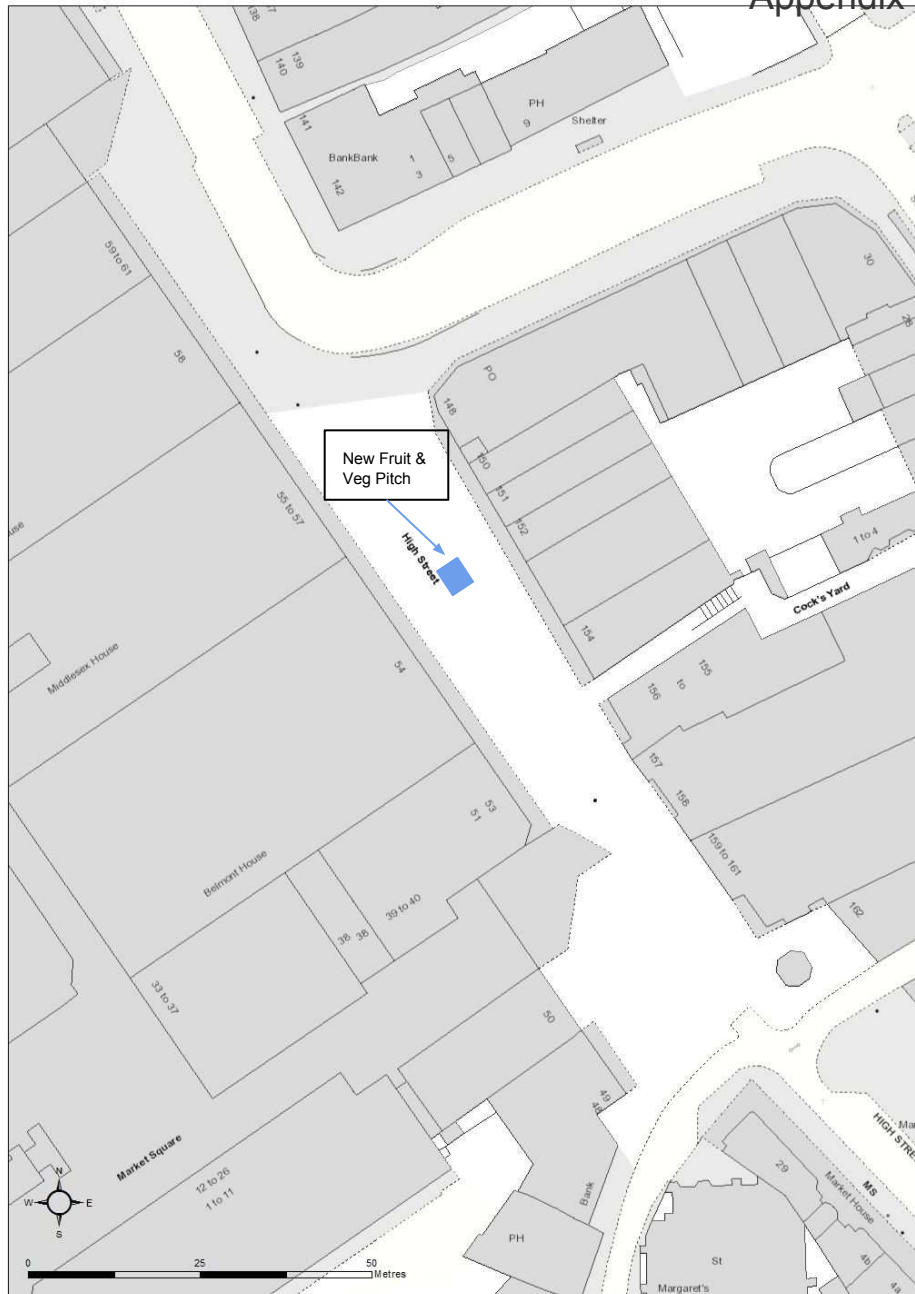 Appendix
138
139
140
141
BankBank
142
1
3
5
9
PH
Shelter
59 to 61
58
PO
30
148
150
151
152
New Fruit &
Veg Pitch
55 to 57
High Street
1 to 4
Cock's Yard
154
Middlesex House
54
155
to
156
157
158
53
51
159 to 161
Belmont House
39 to 40
38
38
162
33 to 37
50
49
48
Market Square
12 to 26
1 to 11
N
W
E
S
HIGH STRE
MS
Market House
29
Bank
PH
St
Margaret's
4b
4a
0
25
50
Metres